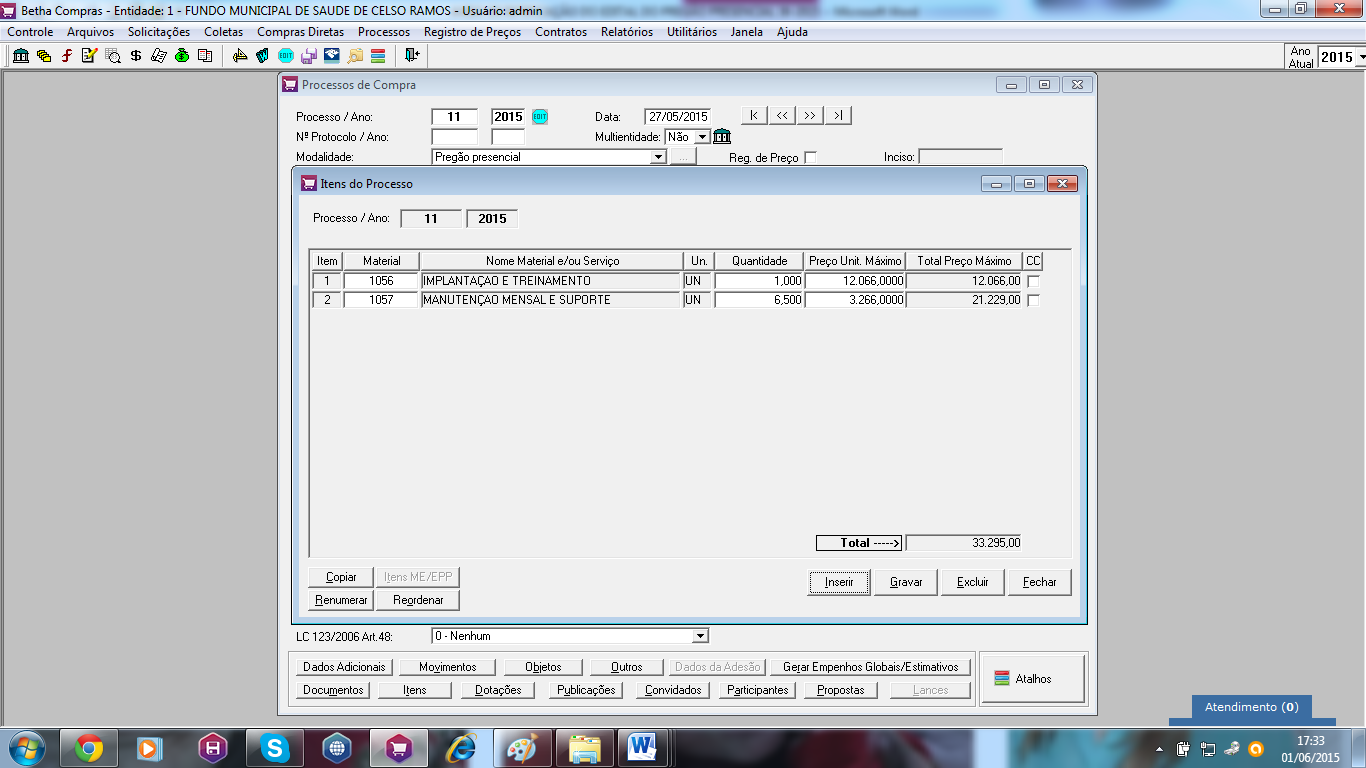 Betha Compras - Entidade: 1 - FUNDO MUNICIPAL DE SAUDE DE CELSO RAMOS - Usuário: admin
Controle Arquivos Solicitações Coletas Compras Diretas Processos Registro de Preços Contratos Relatórios Utilitários Janela Ajuda
Ano Atual 2015
Processos de Compra
Processo / Ano: 11 2015 EDIT Data: 27/05/2015 |< << >> >|
Nº Protocolo / Ano: Multientidade: Não
Modalidade: Pregão presencial ... Reg. de Preço Inciso:
Itens do Processo
Processo / Ano: 11 2015
Item Material Nome Material e/ou Serviço Un. Quantidade Preço Unit. Máximo Total Preço Máximo CC
1 1056 IMPLANTAÇÃO E TREINAMENTO UN 1,000 12.066,0000 12.066,00
2 1057 MANUTENÇÃO MENSAL E SUPORTE UN 6,500 3.266,0000 21.229,00
Total -----> 33.295,00
Copiar Itens ME/EPP Inserir Gravar Excluir Fechar
Renumerar Reordenar
LC 123/2006 Art.48: 0 - Nenhum
Dados Adicionais Movimentos Objetos Outros Dados da Adesão Gerar Empenhos Globais/Estimativos
Documentos Itens Dotações Publicações Convidados Participantes Propostas Lances
Atalhos
Atendimento (0)
17:33
01/06/2015